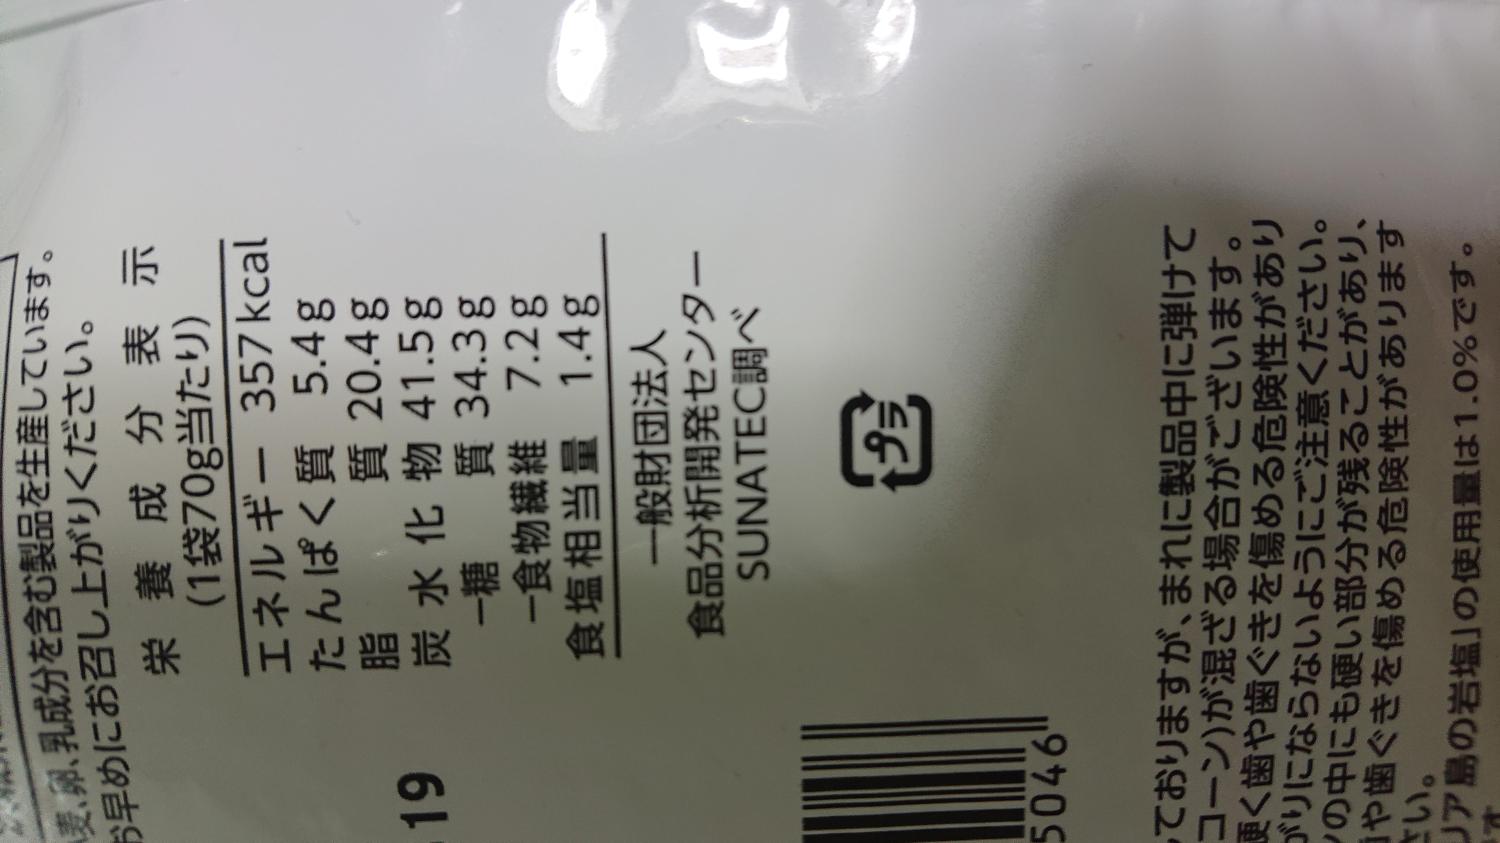 麦、卵、乳成分を含む製品を生産しています。
お早めにお召し上がりください。
栄養成分表示
(1袋70g当たり)
エネルギー 357kcal
たんぱく質 5.4g
脂質 20.4g
炭水化物 41.5g
-糖質 34.3g
-食物繊維 7.2g
食塩相当量 1.4g
一般財団法人
食品分析開発センター
SUNATEC調べ
プラ
19
5046
ておりますが、まれに製品中に弾けて
コーン)が混ざる場合がございます。
硬く歯や歯ぐきを傷める危険性があり
がりにならないようにご注意ください。
の中にも硬い部分が残ることがあり、
や歯ぐきを傷める危険性があります
さい。
リア島の岩塩」の使用量は1.0%です。
す